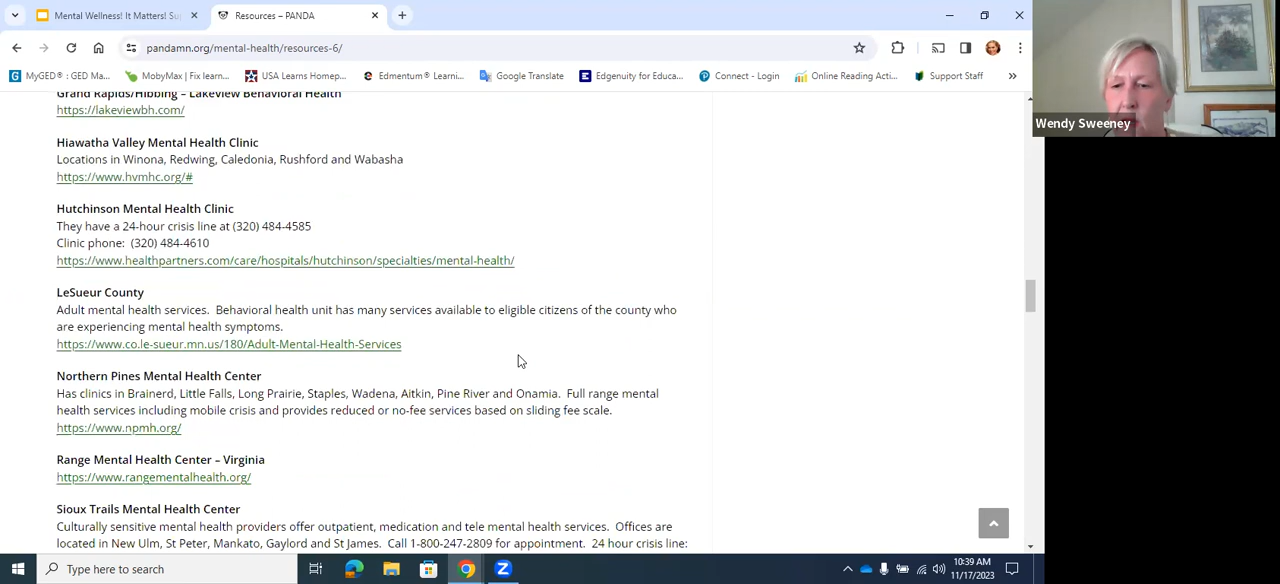 Mental Wellness! It Matters! Su
Resources – PANDA
pandamn.org/mental-health/resources-6/
MyGED® : GED Ma...
MobyMax | Fix learn...
USA Learns Homep...
Edmentum® Learni...
Google Translate
Edgenuity for Educa...
Connect - Login
Online Reading Acti...
Support Staff
Wendy Sweeney
Grand Rapids/Hibbing – Lakeview Behavioral Health
https://lakeviewbh.com/
Hiawatha Valley Mental Health Clinic
Locations in Winona, Redwing, Caledonia, Rushford and Wabasha
https://www.hvmhc.org/#
Hutchinson Mental Health Clinic
They have a 24-hour crisis line at (320) 484-4585
Clinic phone:  (320) 484-4610
https://www.healthpartners.com/care/hospitals/hutchinson/specialties/mental-health/
LeSueur County
Adult mental health services.  Behavioral health unit has many services available to eligible citizens of the county who
are experiencing mental health symptoms.
https://www.co.le-sueur.mn.us/180/Adult-Mental-Health-Services
Northern Pines Mental Health Center
Has clinics in Brainerd, Little Falls, Long Prairie, Staples, Wadena, Aitkin, Pine River and Onamia.  Full range mental
health services including mobile crisis and provides reduced or no-fee services based on sliding fee scale.
https://www.npmh.org/
Range Mental Health Center – Virginia
https://www.rangementalhealth.org/
Sioux Trails Mental Health Center
Culturally sensitive mental health providers offer outpatient, medication and tele mental health services.  Offices are
located in New Ulm, St Peter, Mankato, Gaylord and St James.  Call 1-800-247-2809 for appointment.  24 hour crisis line:
Type here to search
10:39 AM
11/17/2023